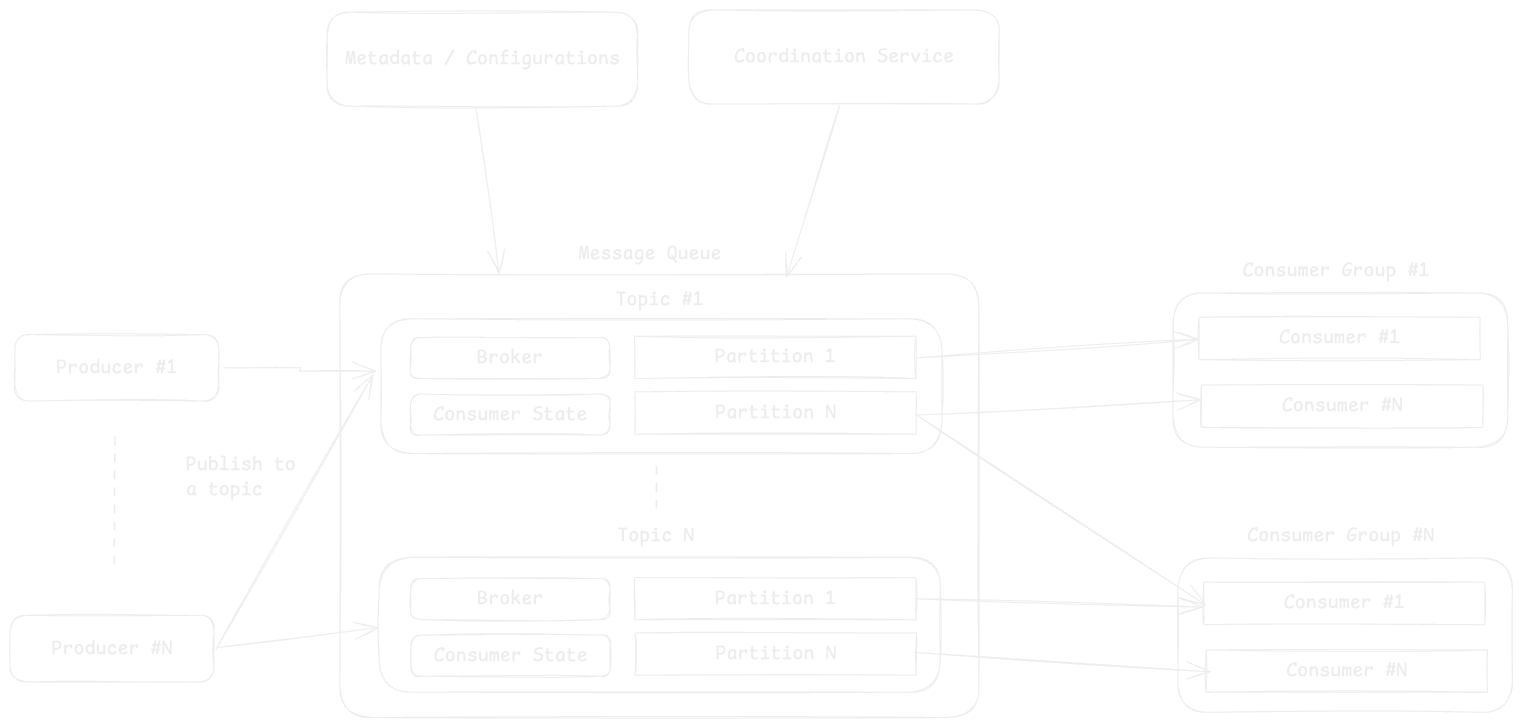 Metadata / Configurations
Coordination Service
Message Queue
Topic #1
Broker
Partition 1
Consumer State
Partition N
Producer #1
Publish to
a topic
Producer #N
Topic N
Broker
Partition 1
Consumer State
Partition N
Consumer Group #1
Consumer #1
Consumer #N
Consumer Group #N
Consumer #1
Consumer #N